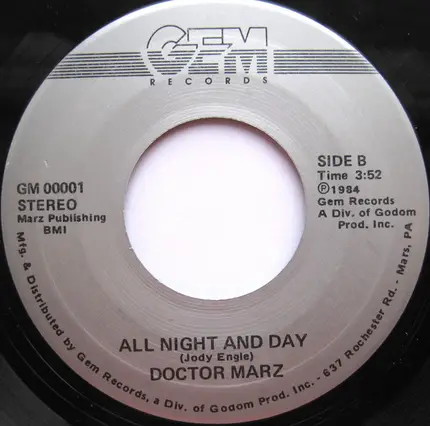 GEM
RECORDS
GM 00001
STEREO
Marz Publishing
BMI
SIDE B
Time 3:52
℗1984
Gem Records
A Div. of Godom
Prod. Inc.
ALL NIGHT AND DAY
(Jody Engle)
DOCTOR MARZ
Mfg. & Distributed by Gem Records, a Div. of Godom Prod. Inc. - 637 Rochester Rd. - Mars, PA